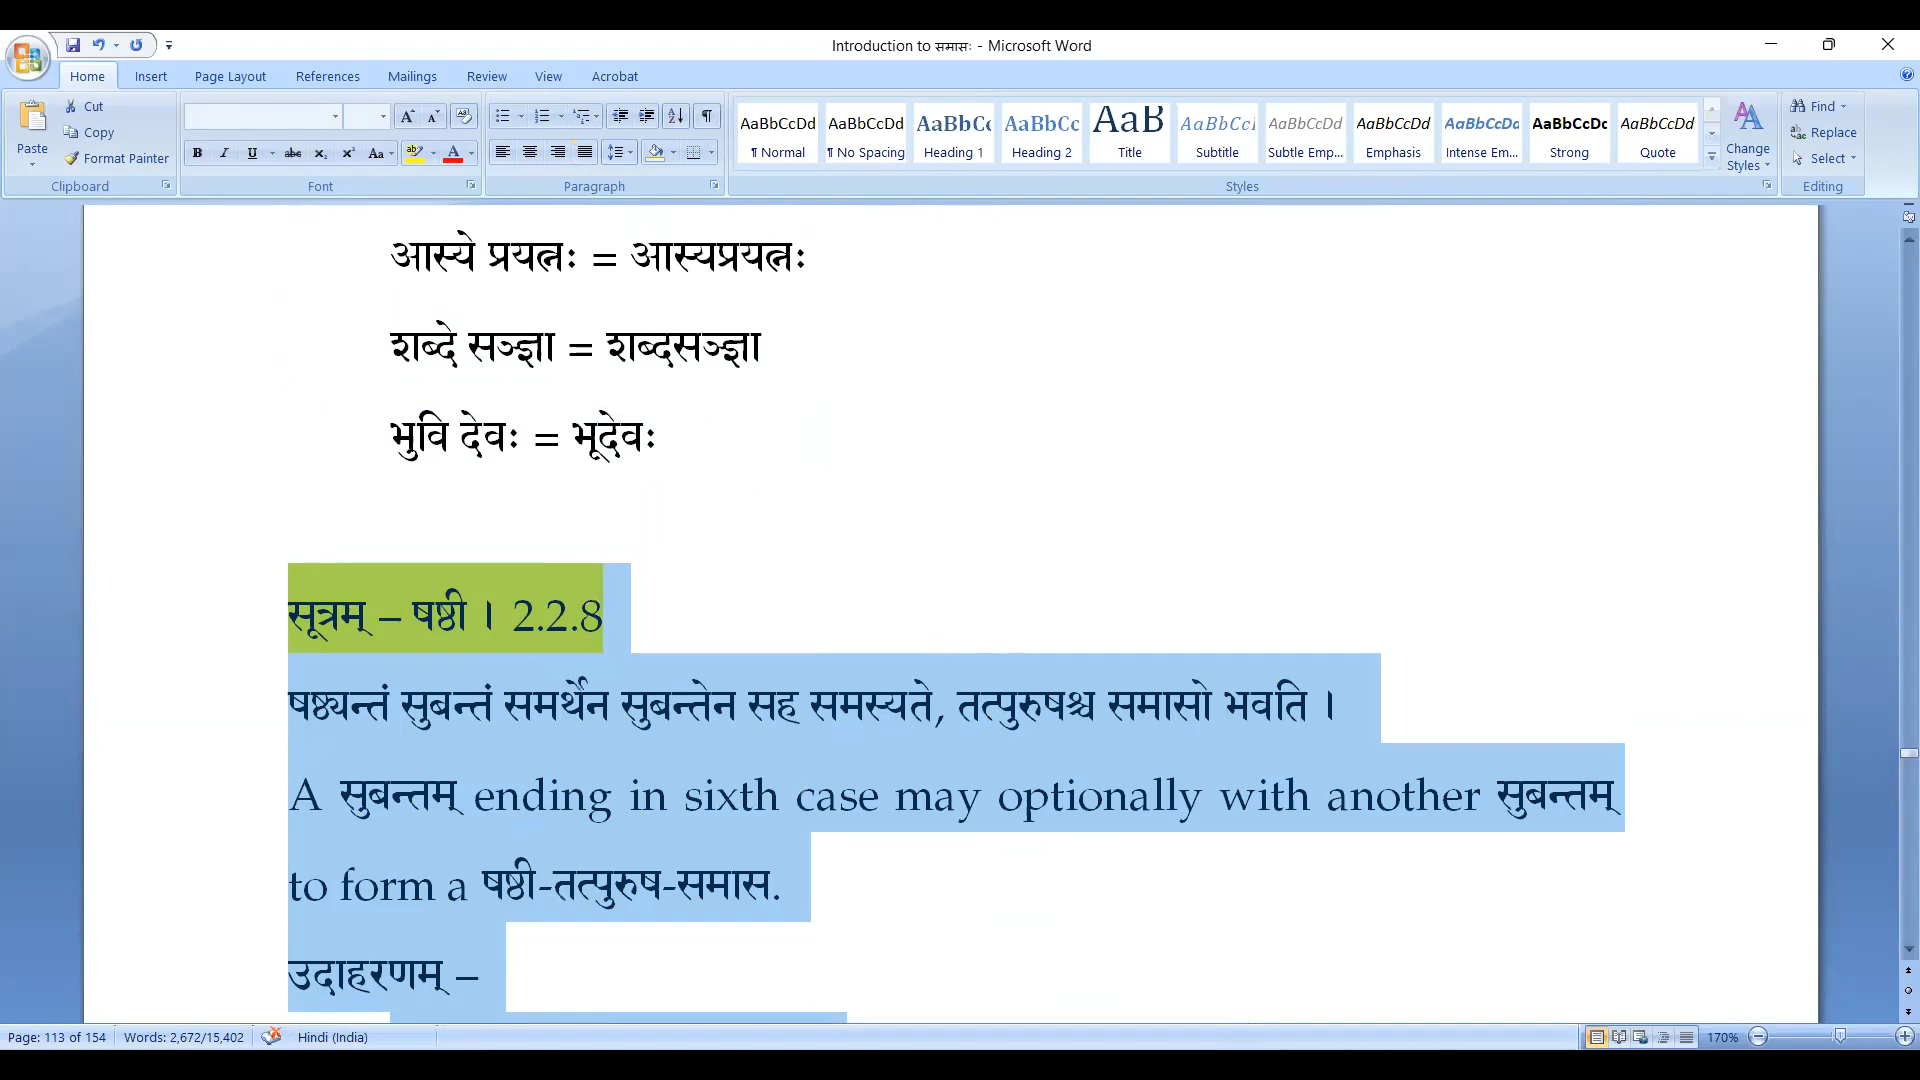 Introduction to समासः - Microsoft Word
Home Insert Page Layout References Mailings Review View Acrobat
Paste
Cut
Copy
Format Painter
Clipboard
Font
Paragraph
AaBbCcDd AaBbCcDd AaBbCc AaBbCc AaB AaBbCcI AaBbCcDd AaBbCcDd AaBbCcDd AaBbCcDc AaBbCcDd
¶ Normal ¶ No Spacing Heading 1 Heading 2 Title Subtitle Subtle Emp... Emphasis Intense Em... Strong Quote
Change Styles
Styles
Find
Replace
Select
Editing
आस्ये प्रयत्नः = आस्यप्रयत्नः
शब्दे सञ्ज्ञा = शब्दसञ्ज्ञा
भुवि देवः = भूदेवः
सूत्रम् – षष्ठी । 2.2.8
षष्ठ्यन्तं सुबन्तं समर्थेन सुबन्तेन सह समस्यते, तत्पुरुषश्च समासो भवति ।
A सुबन्तम् ending in sixth case may optionally with another सुबन्तम्
to form a षष्ठी-तत्पुरुष-समास.
उदाहरणम् –
Page: 113 of 154 Words: 2,672/15,402 Hindi (India) 170%